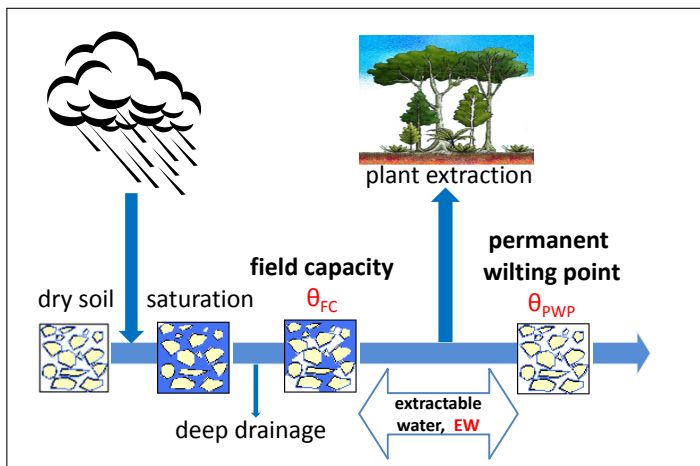 plant extraction
permanent
wilting point
θPWP
field capacity
θFC
dry soil
saturation
deep drainage
extractable
water, EW